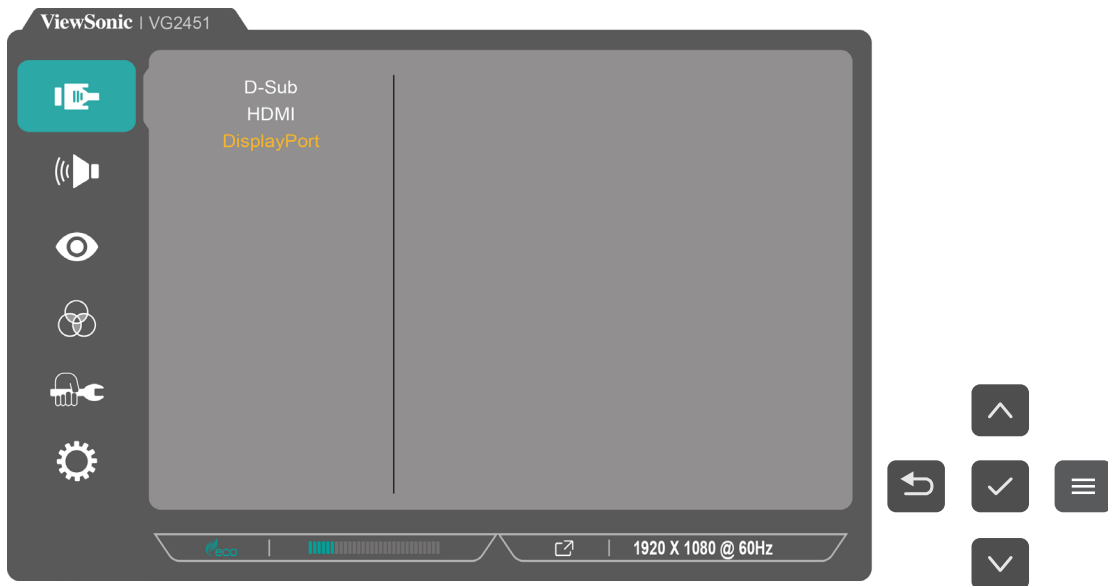 ViewSonic | VG2451
D-Sub
HDMI
DisplayPort
eco
1920 X 1080 @ 60Hz